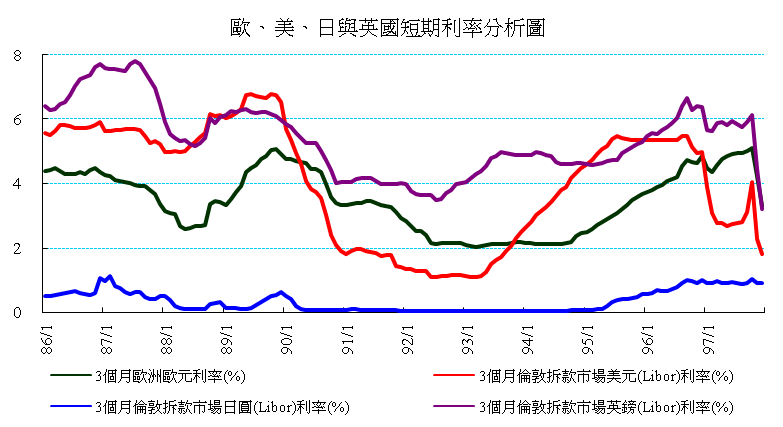 歐、美、日與英國短期利率分析圖
8
6
4
2
0
86/1 87/1 88/1 89/1 90/1 91/1 92/1 93/1 94/1 95/1 96/1 97/1
3個月歐洲歐元利率(%) 3個月倫敦拆款市場美元(Libor)利率(%)
3個月倫敦拆款市場日圓(Libor)利率(%) 3個月倫敦拆款市場英鎊(Libor)利率(%)